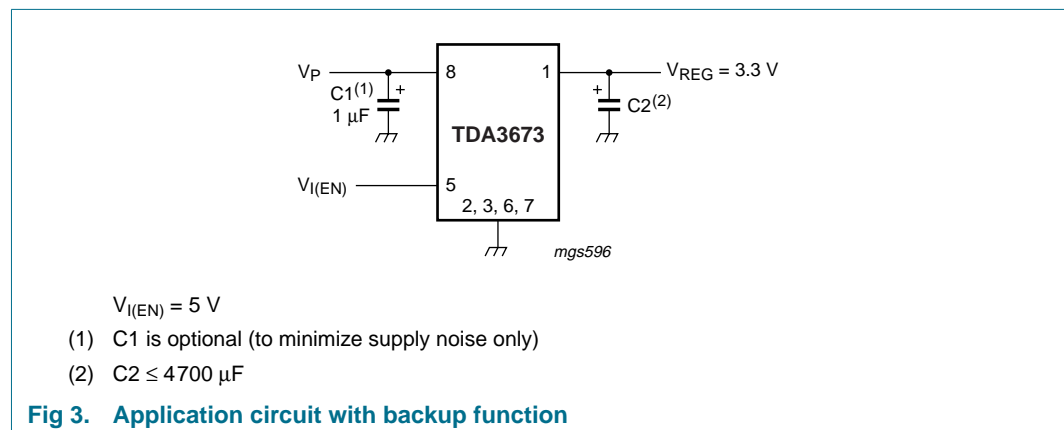 V_P 8 1 V_REG = 3.3 V
C1(1) + + C2(2)
1 μF
TDA3673
V_I(EN) 5
2, 3, 6, 7
mgs596
V_I(EN) = 5 V
(1) C1 is optional (to minimize supply noise only)
(2) C2 ≤ 4700 μF
Fig 3. Application circuit with backup function